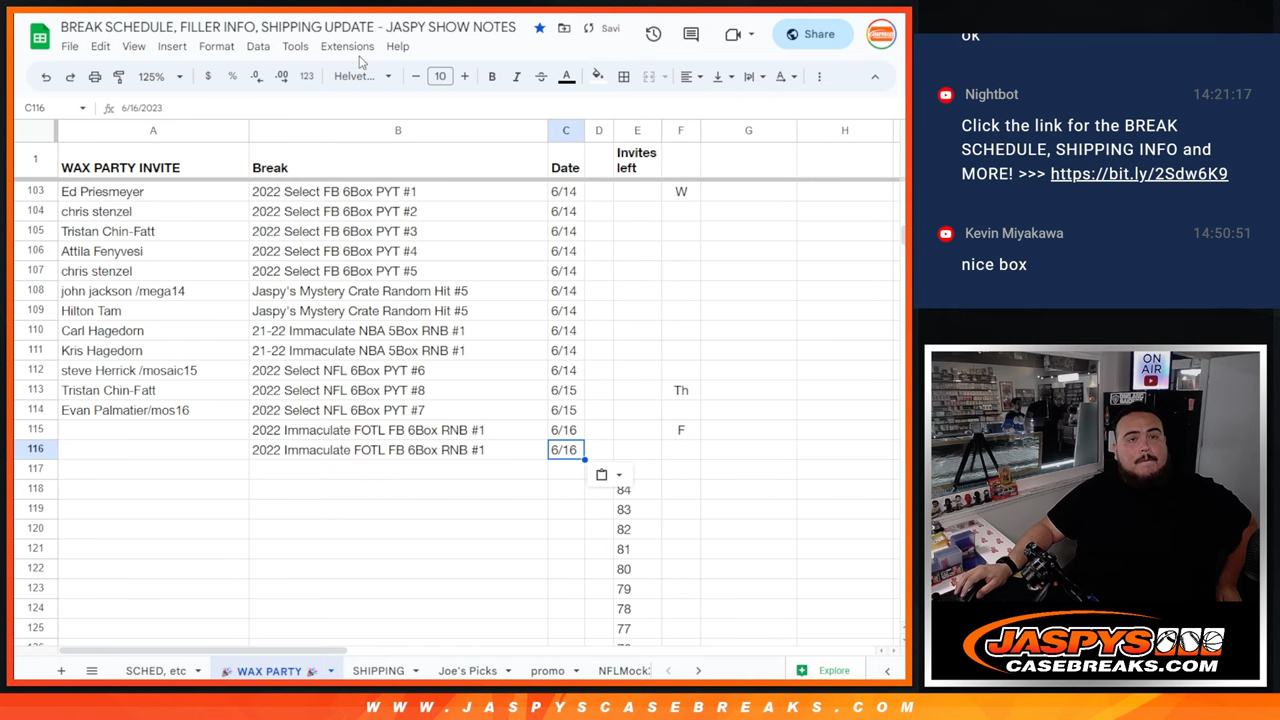 BREAK SCHEDULE, FILLER INFO, SHIPPING UPDATE - JASPY SHOW NOTES
Savi
Share
File Edit View Insert Format Data Tools Extensions Help
125% $ % .0 .00 123 Helvet... − 10 + B I A
C116 fx 6/16/2023
A B C D E F G H
1 WAX PARTY INVITE Break Date Invites left
103 Ed Priesmeyer 2022 Select FB 6Box PYT #1 6/14 W
104 chris stenzel 2022 Select FB 6Box PYT #2 6/14
105 Tristan Chin-Fatt 2022 Select FB 6Box PYT #3 6/14
106 Attila Fenyvesi 2022 Select FB 6Box PYT #4 6/14
107 chris stenzel 2022 Select FB 6Box PYT #5 6/14
108 john jackson /mega14 Jaspy's Mystery Crate Random Hit #5 6/14
109 Hilton Tam Jaspy's Mystery Crate Random Hit #5 6/14
110 Carl Hagedorn 21-22 Immaculate NBA 5Box RNB #1 6/14
111 Kris Hagedorn 21-22 Immaculate NBA 5Box RNB #1 6/14
112 steve Herrick /mosaic15 2022 Select NFL 6Box PYT #6 6/14
113 Tristan Chin-Fatt 2022 Select NFL 6Box PYT #8 6/15 Th
114 Evan Palmatier/mos16 2022 Select NFL 6Box PYT #7 6/15
115 2022 Immaculate FOTL FB 6Box RNB #1 6/16 F
116 2022 Immaculate FOTL FB 6Box RNB #1 6/16
117
118 84
119 83
120 82
121 81
122 80
123 79
124 78
125 77
SCHED, etc WAX PARTY SHIPPING Joe's Picks promo NFLMock: Explore
ok
Nightbot 14:21:17
Click the link for the BREAK
SCHEDULE, SHIPPING INFO and
MORE! >>> https://bit.ly/2Sdw6K9
Kevin Miyakawa 14:50:51
nice box
ON
AIR
JASPYS
CASEBREAKS.COM
WWW.JASPYSCASEBREAKS.COM